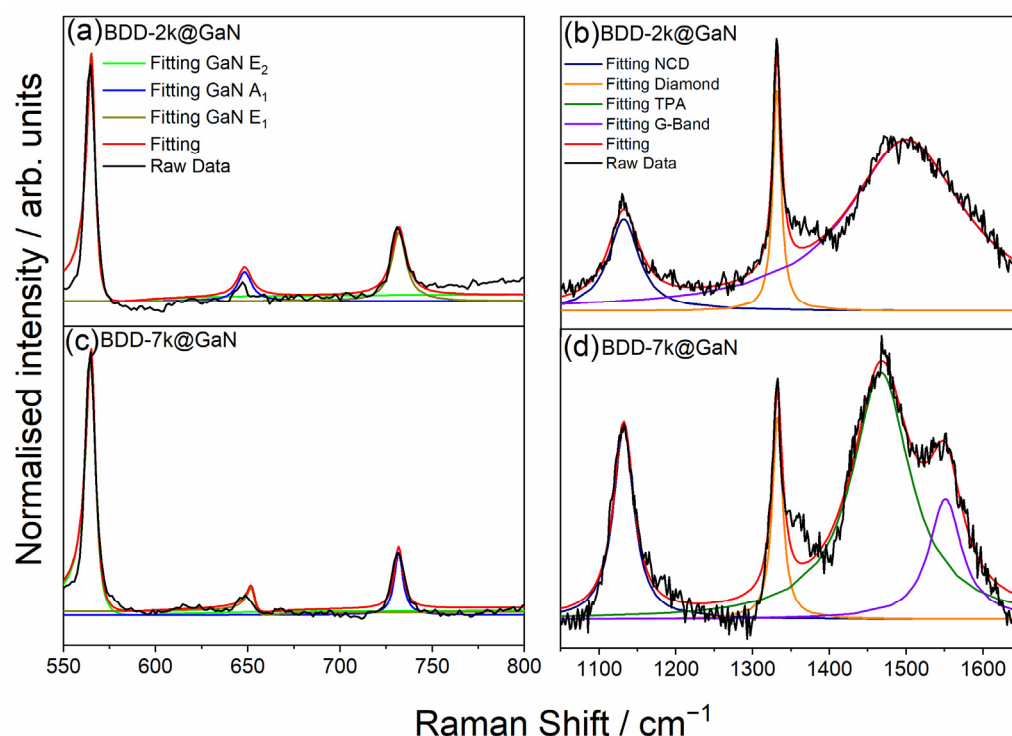 Normalised intensity / arb. units
(a) BDD-2k@GaN
Fitting GaN E₂
Fitting GaN A₁
Fitting GaN E₁
Fitting
Raw Data
(b) BDD-2k@GaN
Fitting NCD
Fitting Diamond
Fitting TPA
Fitting G-Band
Fitting
Raw Data
(c) BDD-7k@GaN
(d) BDD-7k@GaN
550 600 650 700 750 800
1100 1200 1300 1400 1500 1600
Raman Shift / cm⁻¹